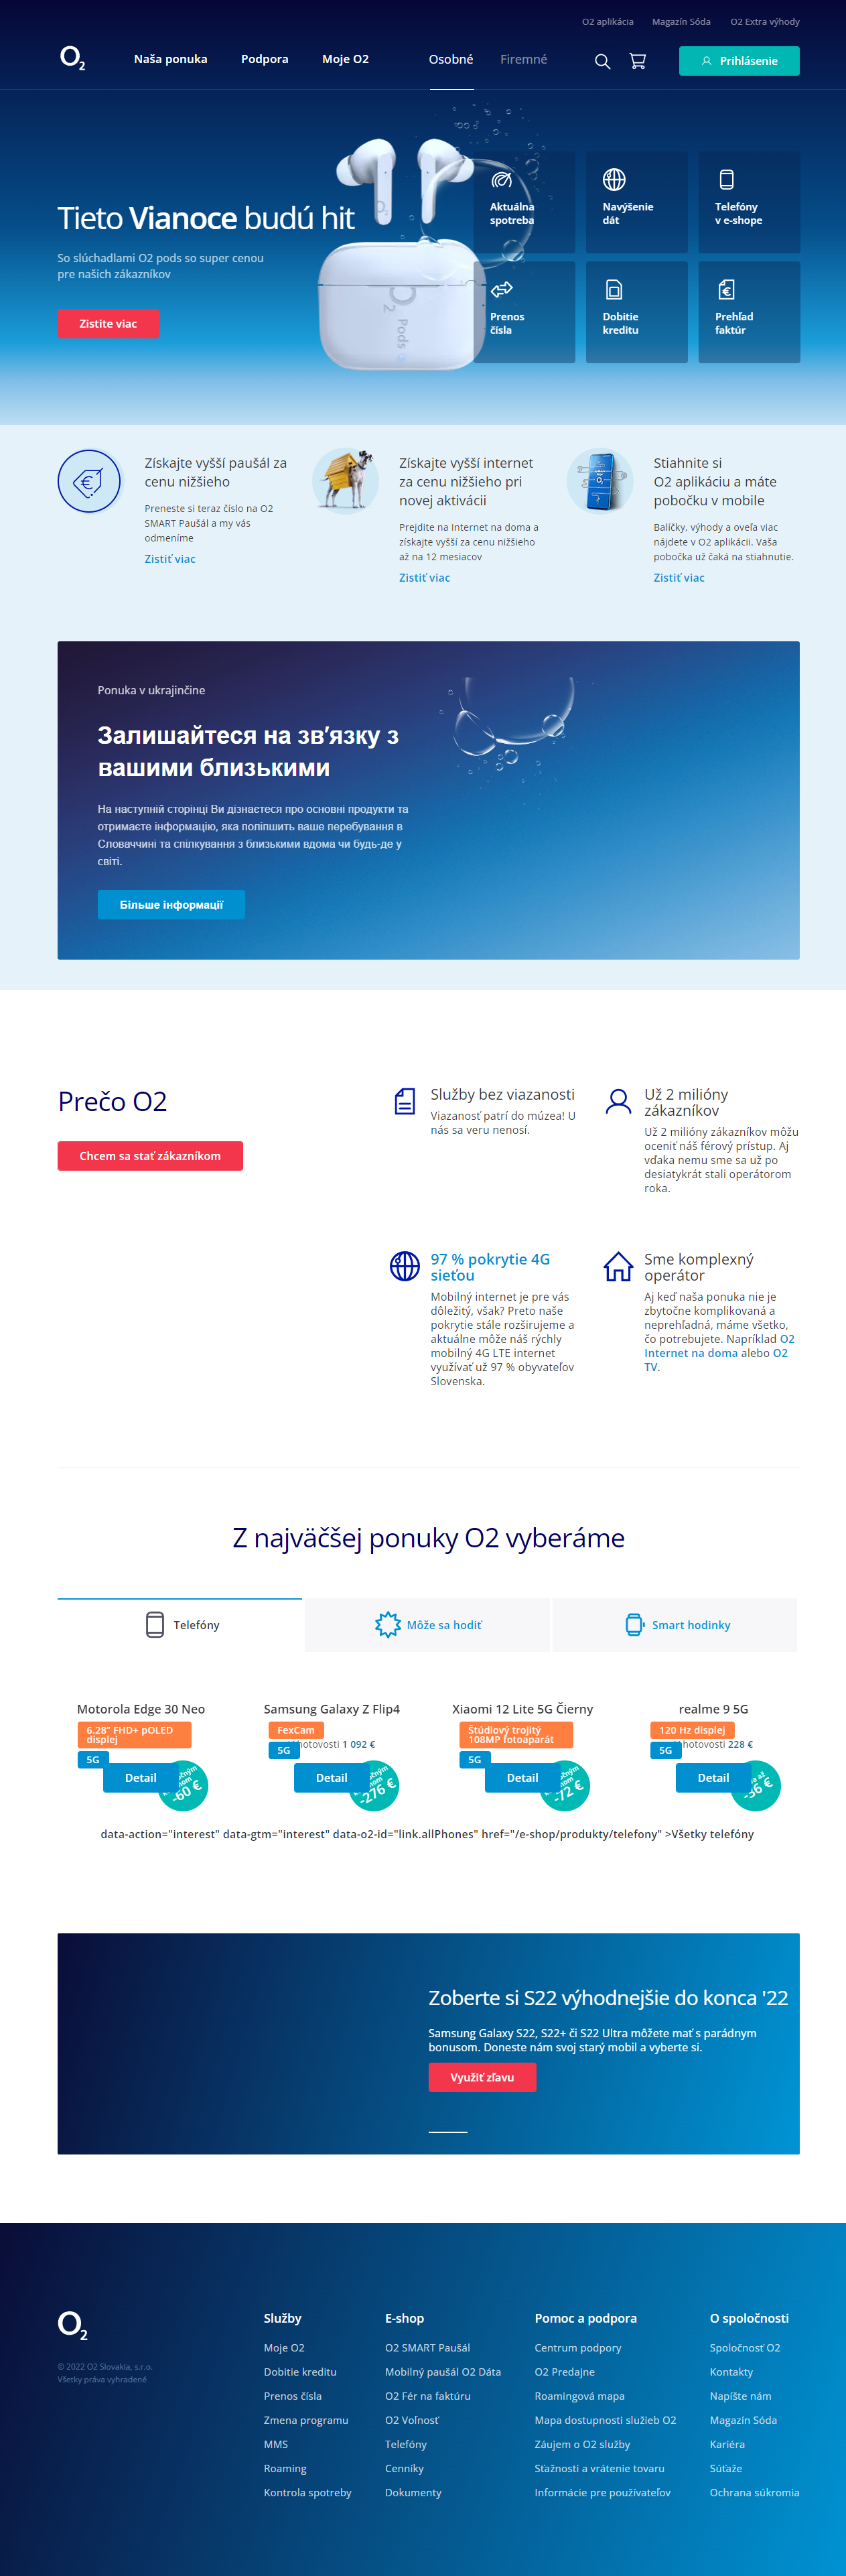 O2 aplikácia Magazín Sóda O2 Extra výhody
O2 Naša ponuka Podpora Moje O2 Osobné Firemné Prihlásenie
Tieto Vianoce budú hit
So slúchadlami O2 pods so super cenou
pre našich zákazníkov
Zistite viac
O2 Pods
Aktuálna
spotreba
Navýšenie
dát
Telefóny
v e-shope
Prenos
čísla
Dobitie
kreditu
Prehľad
faktúr
Získajte vyšší paušál za
cenu nižšieho
Preneste si teraz číslo na O2
SMART Paušál a my vás
odmeníme
Zistiť viac
Získajte vyšší internet
za cenu nižšieho pri
novej aktivácii
Prejdite na Internet na doma a
získajte vyšší za cenu nižšieho
až na 12 mesiacov
Zistiť viac
Stiahnite si
O2 aplikáciu a máte
pobočku v mobile
Balíčky, výhody a oveľa viac
nájdete v O2 aplikácii. Vaša
pobočka už čaká na stiahnutie.
Zistiť viac
Ponuka v ukrajinčine
Залишайтеся на зв’язку з
вашими близькими
На наступній сторінці Ви дізнаєтеся про основні продукти та
отримаєте інформацію, яка поліпшить ваше перебування в
Словаччині та спілкування з близькими вдома чи будь-де у
світі.
Більше інформації
Prečo O2
Chcem sa stať zákazníkom
Služby bez viazanosti
Viazanosť patrí do múzea! U
nás sa veru nenosí.
Už 2 milióny
zákazníkov
Už 2 milióny zákazníkov môžu
oceniť náš férový prístup. Aj
vďaka nemu sme sa už po
desiatykrát stali operátorom
roka.
97 % pokrytie 4G
sieťou
Mobilný internet je pre vás
dôležitý, však? Preto naše
pokrytie stále rozširujeme a
aktuálne môže náš rýchly
mobilný 4G LTE internet
využívať už 97 % obyvateľov
Slovenska.
Sme komplexný
operátor
Aj keď naša ponuka nie je
zbytočne komplikovaná a
neprehľadná, máme všetko,
čo potrebujete. Napríklad O2
Internet na doma alebo O2
TV.
Z najväčšej ponuky O2 vyberáme
Telefóny
Môže sa hodiť
Smart hodinky
Motorola Edge 30 Neo
6.28” FHD+ pOLED
displej
5G
Detail
-60 €
Samsung Galaxy Z Flip4
FexCam
hotovosti 1 092 €
5G
Detail
-276 €
Xiaomi 12 Lite 5G Čierny
Štúdiový trojitý
108MP fotoaparát
5G
Detail
-72 €
realme 9 5G
120 Hz displej
hotovosti 228 €
5G
Detail
data-action="interest" data-gtm="interest" data-o2-id="link.allPhones" href="/e-shop/produkty/telefony" >Všetky telefóny
Zoberte si S22 výhodnejšie do konca '22
Samsung Galaxy S22, S22+ či S22 Ultra môžete mať s parádnym
bonusom. Doneste nám svoj starý mobil a vyberte si.
Využiť zľavu
O2
© 2022 O2 Slovakia, s.r.o.
Všetky práva vyhradené
Služby
Moje O2
Dobitie kreditu
Prenos čísla
Zmena programu
MMS
Roaming
Kontrola spotreby
E-shop
O2 SMART Paušál
Mobilný paušál O2 Dáta
O2 Fér na faktúru
O2 Voľnosť
Telefóny
Cenníky
Dokumenty
Pomoc a podpora
Centrum podpory
O2 Predajne
Roamingová mapa
Mapa dostupnosti služieb O2
Záujem o O2 služby
Sťažnosti a vrátenie tovaru
Informácie pre používateľov
O spoločnosti
Spoločnosť O2
Kontakty
Napíšte nám
Magazín Sóda
Kariéra
Súťaže
Ochrana súkromia